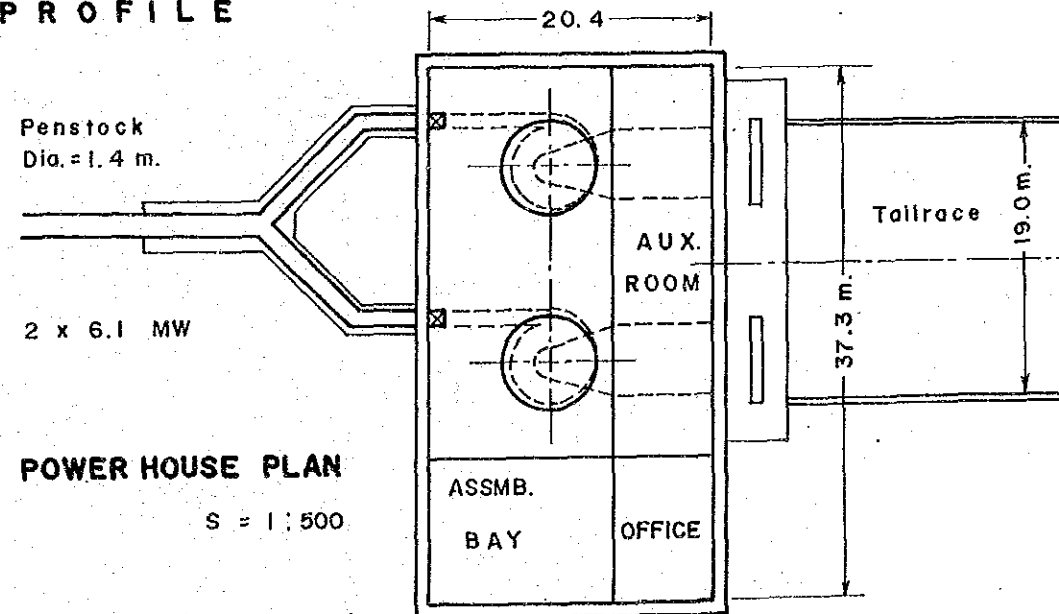 PROFILE
20.4
Penstock
Dia. = 1.4 m.
Tailrace
19.0 m.
AUX.
ROOM
37.3 m.
2 x 6.1 MW
POWER HOUSE PLAN
S = 1:500
ASSMB.
BAY
OFFICE